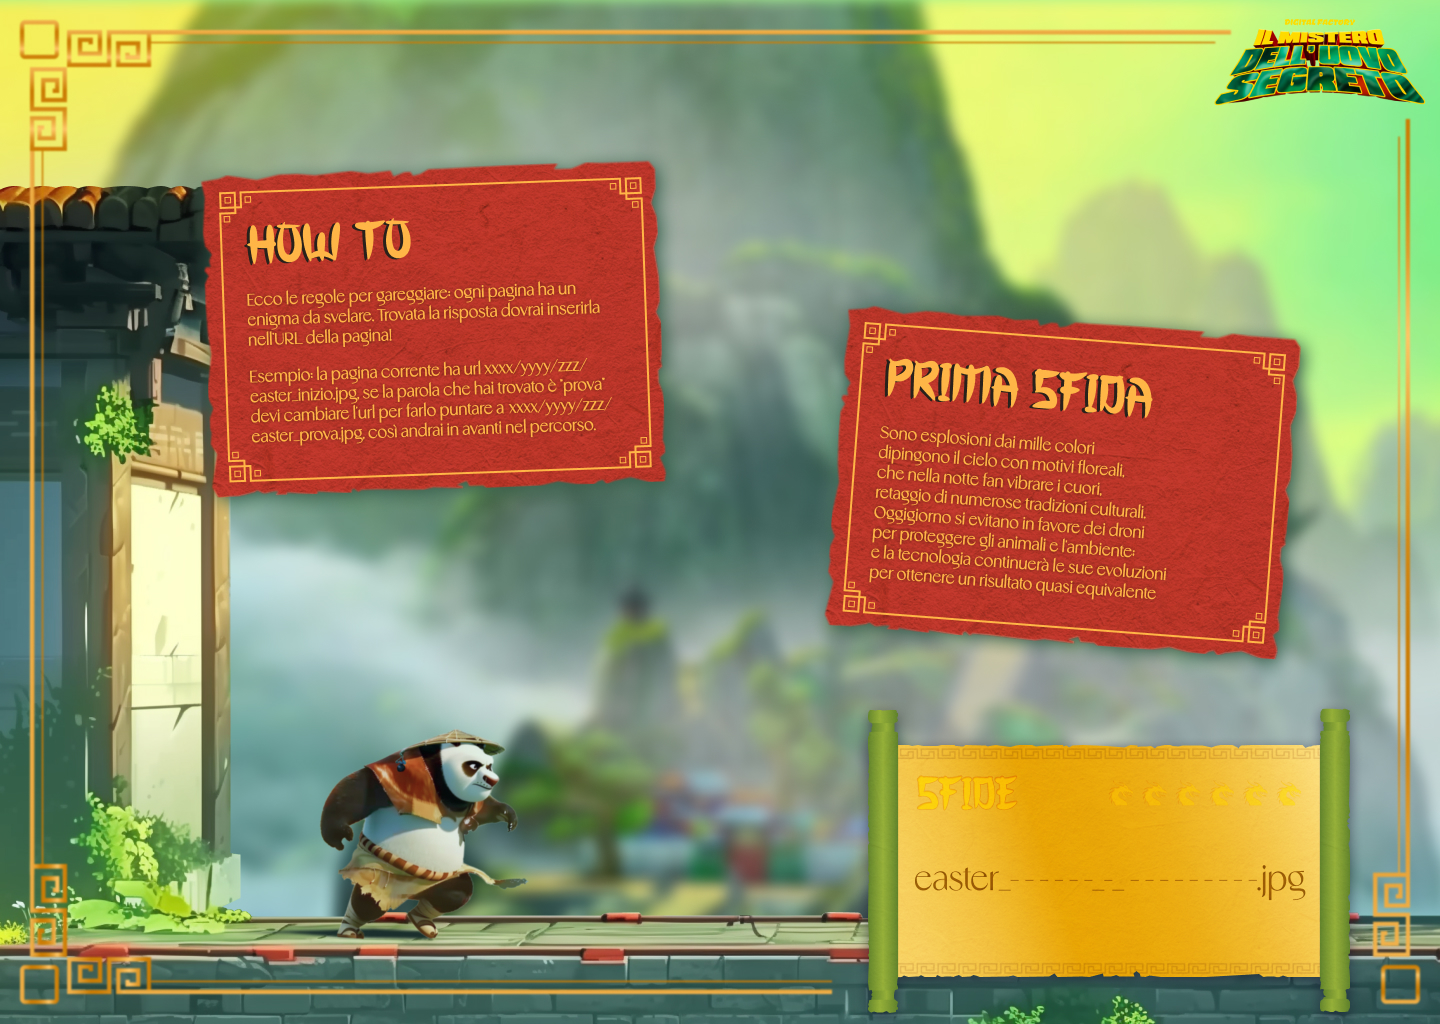 IL MISTERO
DELL'UOVO
SEGRETO
HOW TO
Ecco le regole per gareggiare: ogni pagina ha un
enigma da svelare. Trovata la risposta dovrai inserirla
nell'URL della pagina!
Esempio: la pagina corrente ha url xxxx/yyyy/zzz/
easter_inizio.jpg, se la parola che hai trovato è "prova"
devi cambiare l'url per farlo puntare a xxxx/yyyy/zzz/
easter_prova.jpg, così andrai in avanti nel percorso.
PRIMA SFIDA
Sono esplosioni dai mille colori
dipingono il cielo con motivi floreali,
che nella notte fan vibrare i cuori,
retaggio di numerose tradizioni culturali.
Oggigiorno si evitano in favore dei droni
per proteggere gli animali e l'ambiente;
e la tecnologia continuerà le sue evoluzioni
per ottenere un risultato quasi equivalente
SFIDE
easter_------_-_---------.jpg